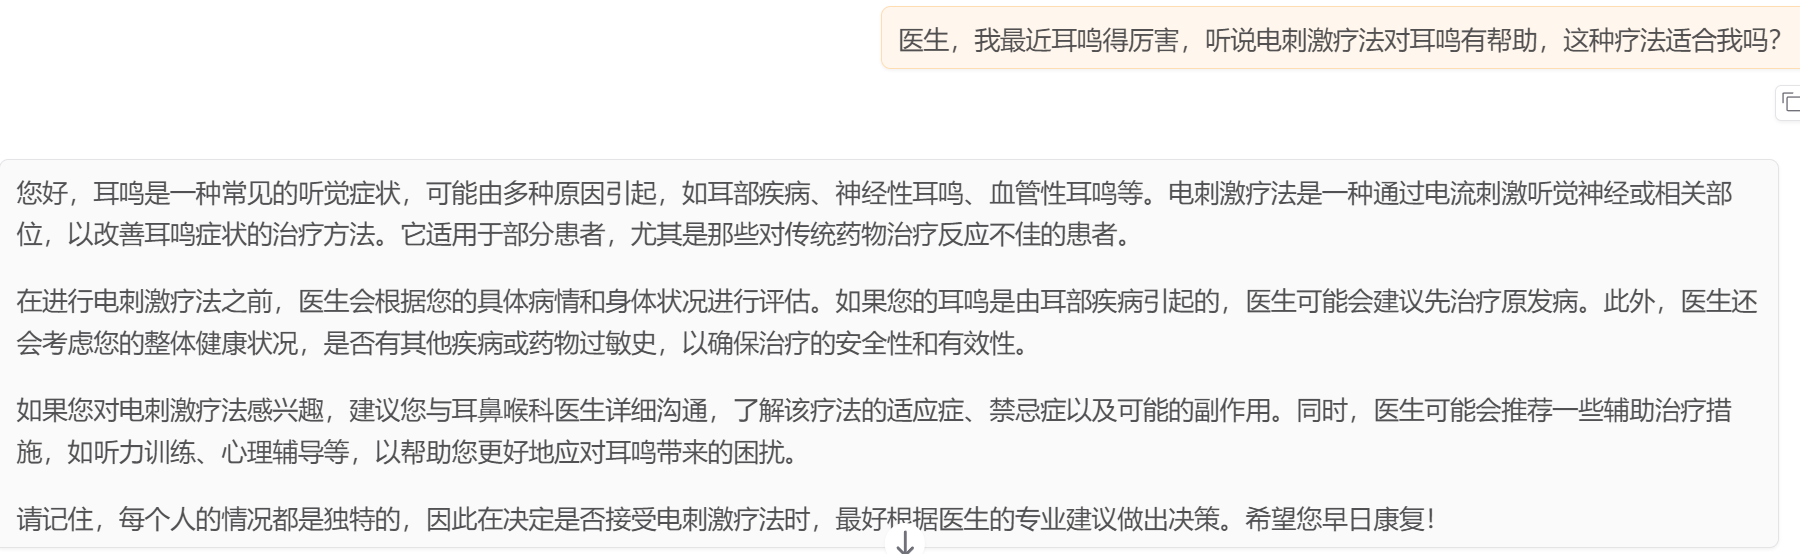 医生，我最近耳鸣得厉害，听说电刺激疗法对耳鸣有帮助，这种疗法适合我吗？
您好，耳鸣是一种常见的听觉症状，可能由多种原因引起，如耳部疾病、神经性耳鸣、血管性耳鸣等。电刺激疗法是一种通过电流刺激听觉神经或相关部
位，以改善耳鸣症状的治疗方法。它适用于部分患者，尤其是那些对传统药物治疗反应不佳的患者。
在进行电刺激疗法之前，医生会根据您的具体病情和身体状况进行评估。如果您的耳鸣是由耳部疾病引起的，医生可能会建议先治疗原发病。此外，医生还
会考虑您的整体健康状况，是否有其他疾病或药物过敏史，以确保治疗的安全性和有效性。
如果您对电刺激疗法感兴趣，建议您与耳鼻喉科医生详细沟通，了解该疗法的适应症、禁忌症以及可能的副作用。同时，医生可能会推荐一些辅助治疗措
施，如听力训练、心理辅导等，以帮助您更好地应对耳鸣带来的困扰。
请记住，每个人的情况都是独特的，因此在决定是否接受电刺激疗法时，最好根据医生的专业建议做出决策。希望您早日康复！